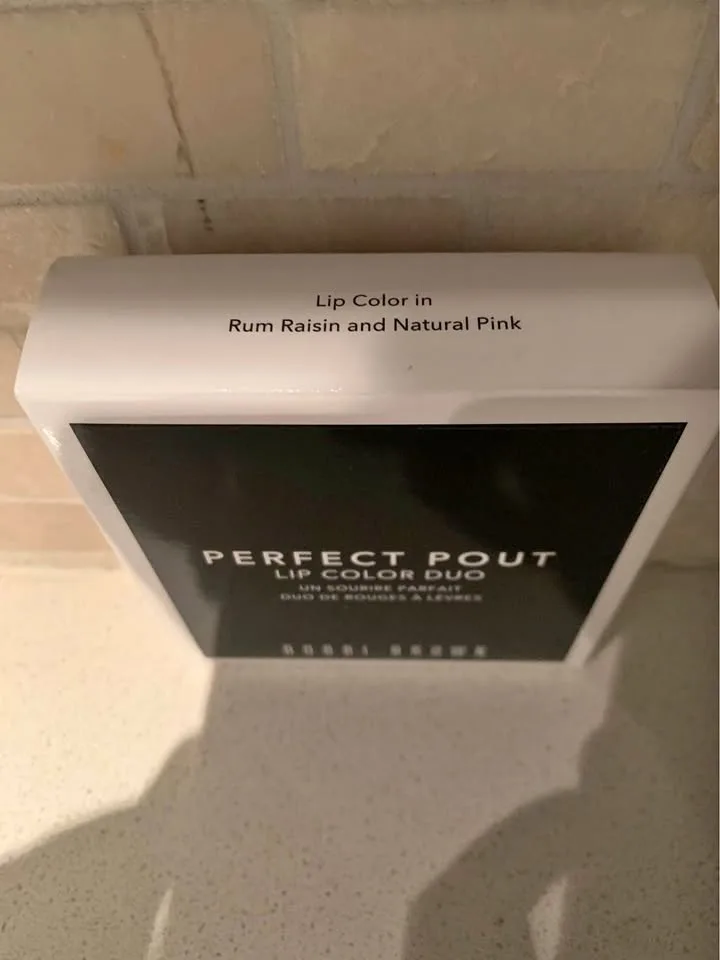 Lip Color in
Rum Raisin and Natural Pink
PERFECT POUT
LIP COLOR DUO
UN SOURIRE PARFAIT
DUO DE ROUGES À LÈVRES
BOBBI BROWN